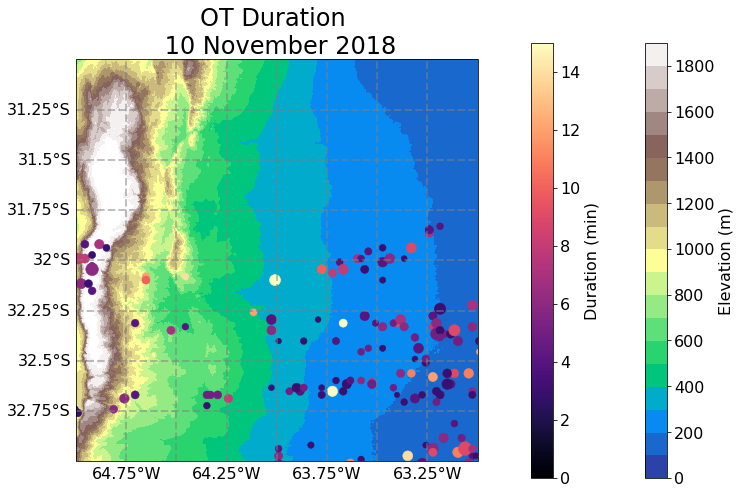 OT Duration
10 November 2018
31.25°S
31.5°S
31.75°S
32°S
32.25°S
32.5°S
32.75°S
64.75°W
64.25°W
63.75°W
63.25°W
14
12
10
8
6
4
2
0
Duration (min)
1800
1600
1400
1200
1000
800
600
400
200
0
Elevation (m)